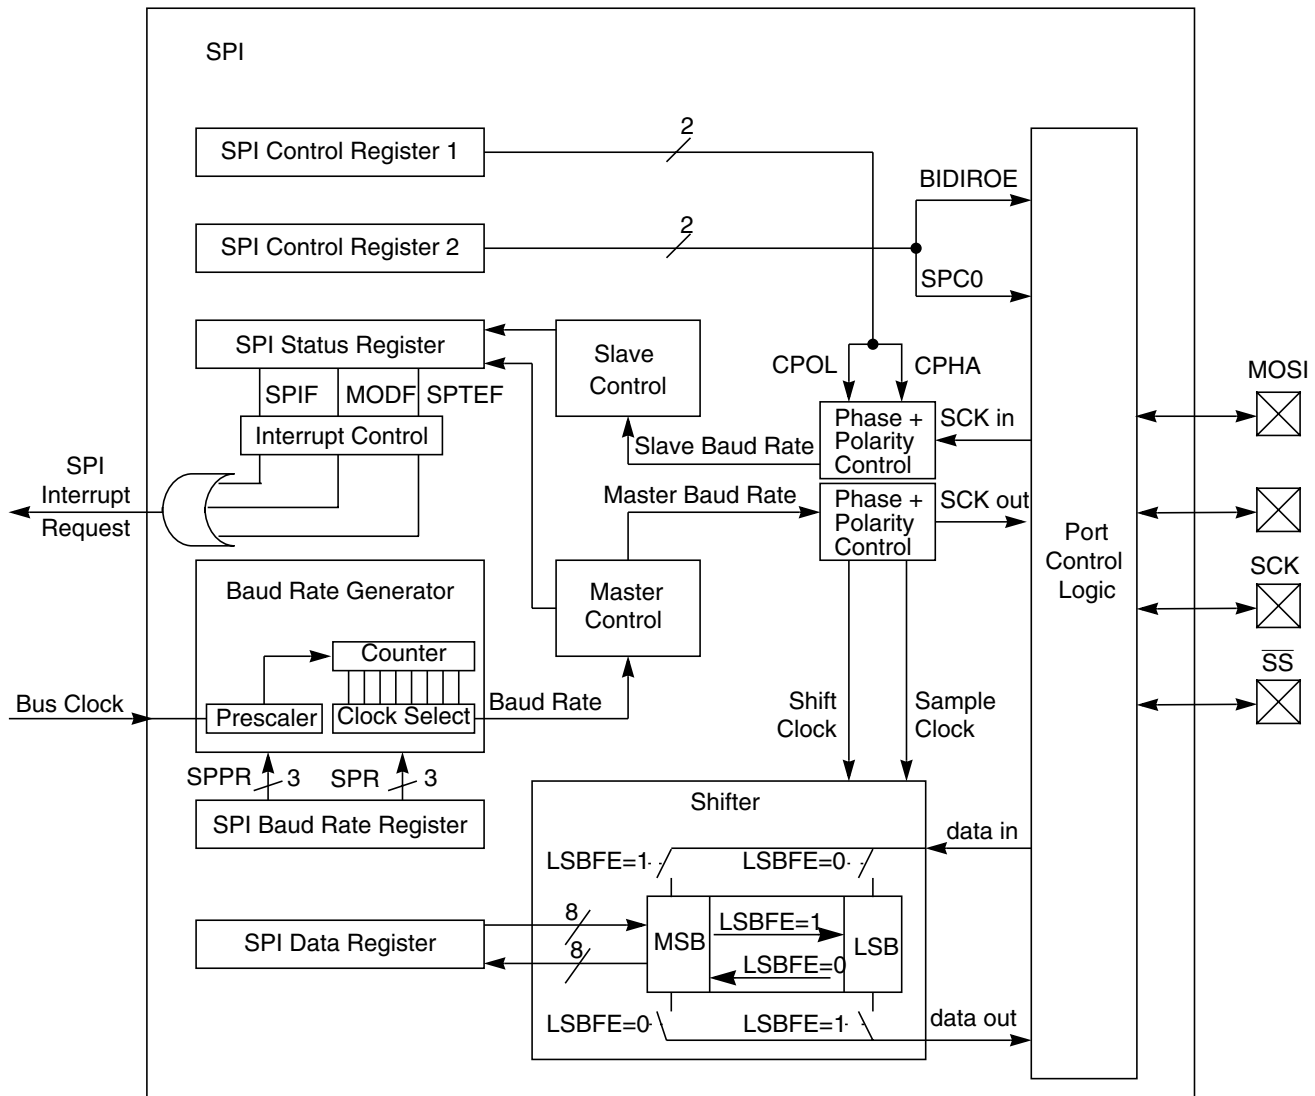 SPI
SPI Control Register 1
2
BIDIROE
SPI Control Register 2
2
SPC0
SPI Status Register
Slave
Control
CPOL
CPHA
MOSI
SPIF
MODF
SPTEF
Interrupt Control
Phase +
Polarity
Control
SCK in
Slave Baud Rate
SPI
Interrupt
Request
Master Baud Rate
Phase +
Polarity
Control
SCK out
Port
Control
Logic
SCK
Baud Rate Generator
Master
Control
Counter
SS
Bus Clock
Prescaler
Clock Select
Baud Rate
Shift
Clock
Sample
Clock
SPPR
3
SPR
3
SPI Baud Rate Register
Shifter
data in
LSBFE=1
LSBFE=0
8
SPI Data Register
8
MSB
LSBFE=1
LSBFE=0
LSB
LSBFE=0
LSBFE=1
data out